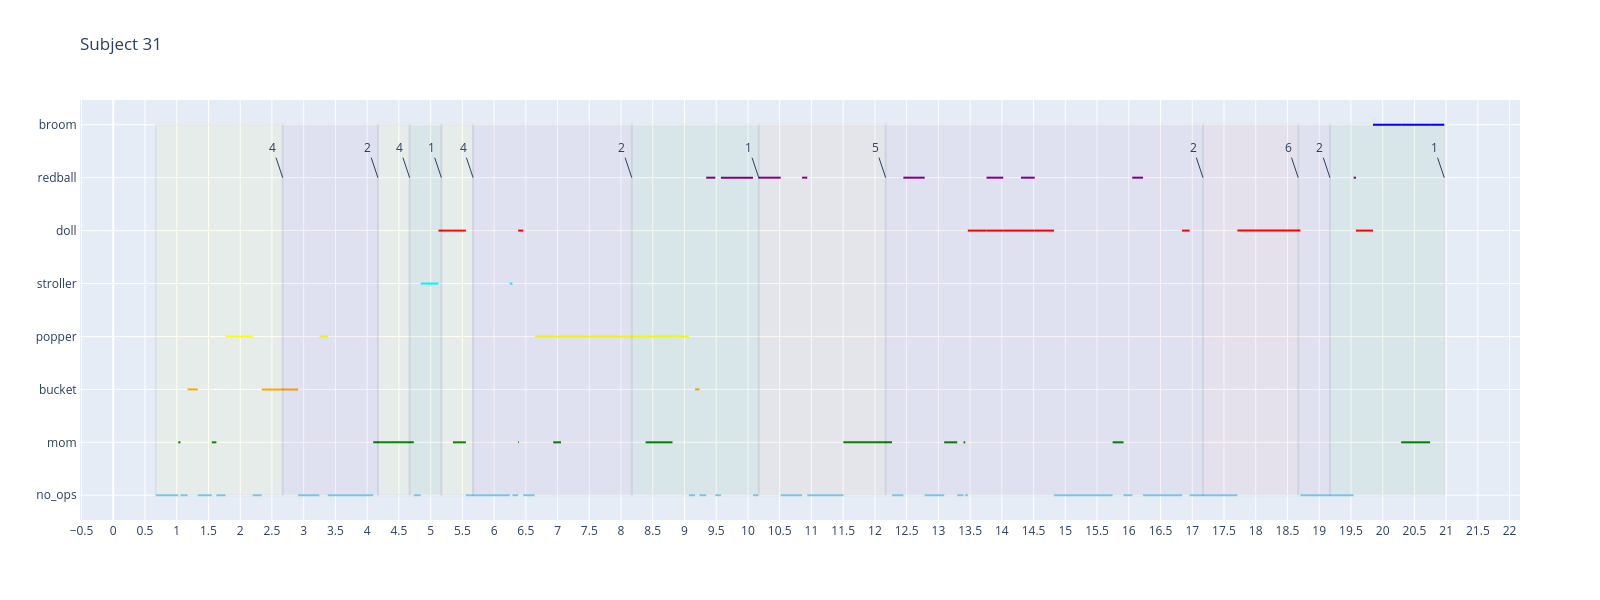 Subject 31
broom
4 2 4 1 4 2 1 5 2 6 2 1
redball
doll
stroller
popper
bucket
mom
no_ops
−0.5 0 0.5 1 1.5 2 2.5 3 3.5 4 4.5 5 5.5 6 6.5 7 7.5 8 8.5 9 9.5 10 10.5 11 11.5 12 12.5 13 13.5 14 14.5 15 15.5 16 16.5 17 17.5 18 18.5 19 19.5 20 20.5 21 21.5 22